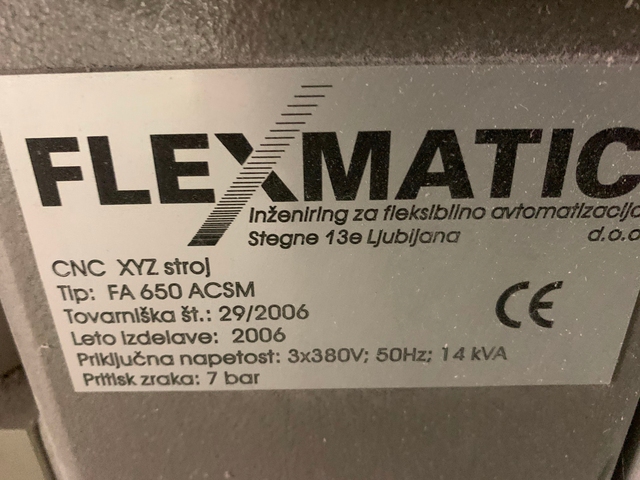 FLEXMATIC
Inženiring za fleksibilno avtomatizacijo
Stegne 13e Ljubljana d.o.o
CNC XYZ stroj
Tip: FA 650 ACSM
Tovarniška št.: 29/2006
Leto izdelave: 2006
Priključna napetost: 3x380V; 50Hz; 14 kVA
Pritisk zraka: 7 bar
CE